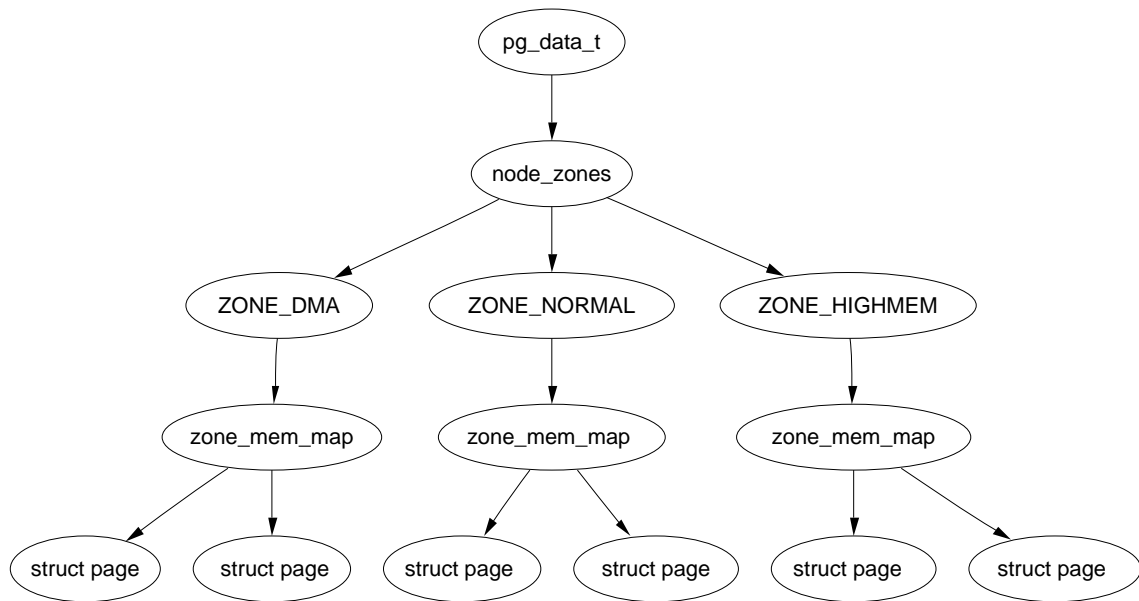 pg_data_t
node_zones
ZONE_DMA ZONE_NORMAL ZONE_HIGHMEM
zone_mem_map zone_mem_map zone_mem_map
struct page struct page struct page struct page struct page struct page